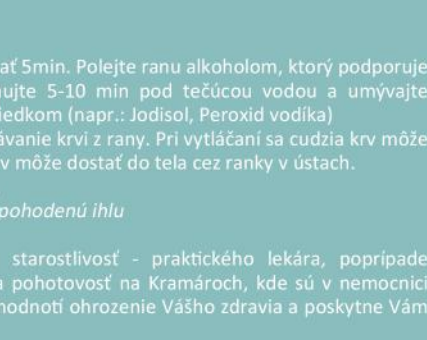 ať 5min. Polejte ranu alkoholom, ktorý podporuje
ujte 5-10 min pod tečúcou vodou a umývajte
iedkom (napr.: Jodisol, Peroxid vodíka)
ávanie krvi z rany. Pri vytláčaní sa cudzia krv môže
v môže dostať do tela cez ranky v ústach.
pohodenú ihlu
starostlivosť - praktického lekára, poprípade
pohotovosť na Kramároch, kde sú v nemocnici
hodnotí ohrozenie Vášho zdravia a poskytne Vám